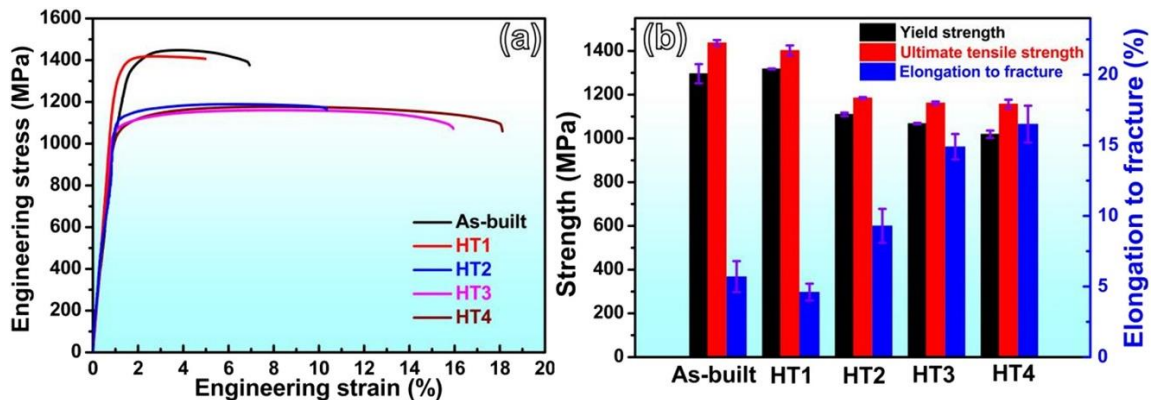 (a)
Engineering stress (MPa)
1600
1400
1200
1000
800
600
400
200
0
As-built
HT1
HT2
HT3
HT4
0 2 4 6 8 10 12 14 16 18 20
Engineering strain (%)
(b)
Yield strength
Ultimate tensile strength
Elongation to fracture
Strength (MPa)
1400
1200
1000
800
600
400
200
0
20
15
10
5
0
Elongation to fracture (%)
As-built HT1 HT2 HT3 HT4